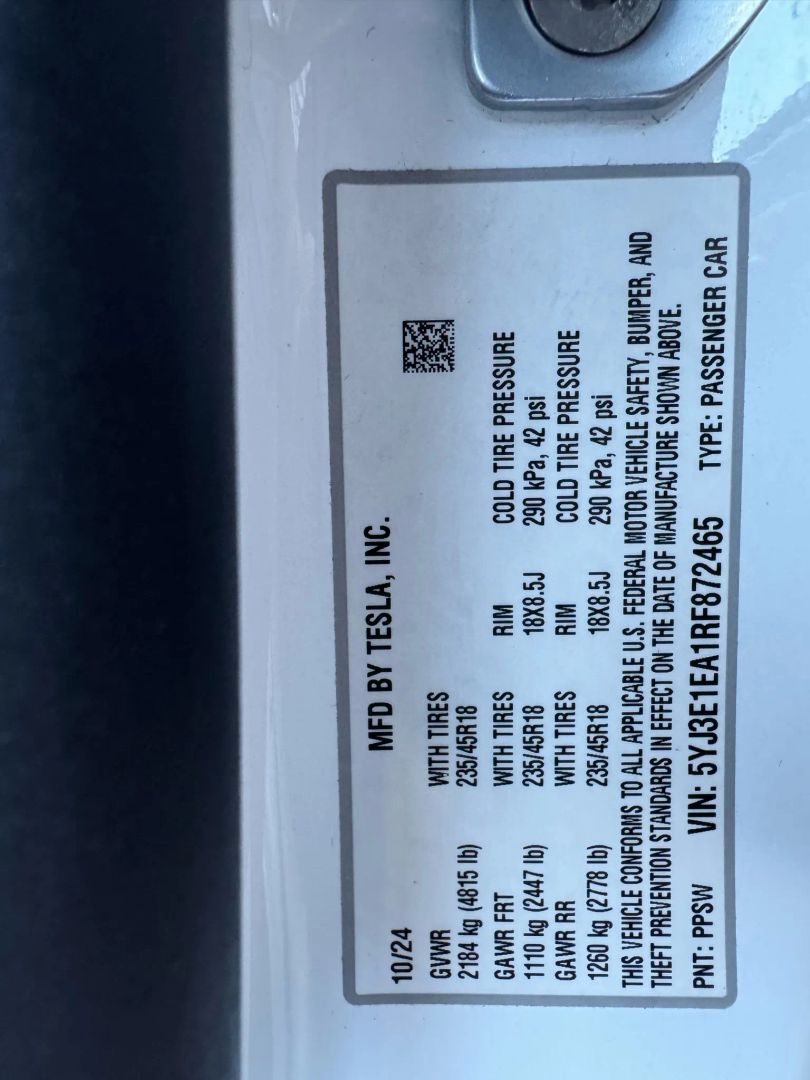 10/24 MFD BY TESLA, INC.
GVWR WITH TIRES
2184 kg (4815 lb) 235/45R18
GAWR FRT WITH TIRES RIM COLD TIRE PRESSURE
1110 kg (2447 lb) 235/45R18 18X8.5J 290 kPa, 42 psi
GAWR RR WITH TIRES RIM COLD TIRE PRESSURE
1260 kg (2778 lb) 235/45R18 18X8.5J 290 kPa, 42 psi
THIS VEHICLE CONFORMS TO ALL APPLICABLE U.S. FEDERAL MOTOR VEHICLE SAFETY, BUMPER, AND
THEFT PREVENTION STANDARDS IN EFFECT ON THE DATE OF MANUFACTURE SHOWN ABOVE.
PNT: PPSW VIN: 5YJ3E1EA1RF872465 TYPE: PASSENGER CAR